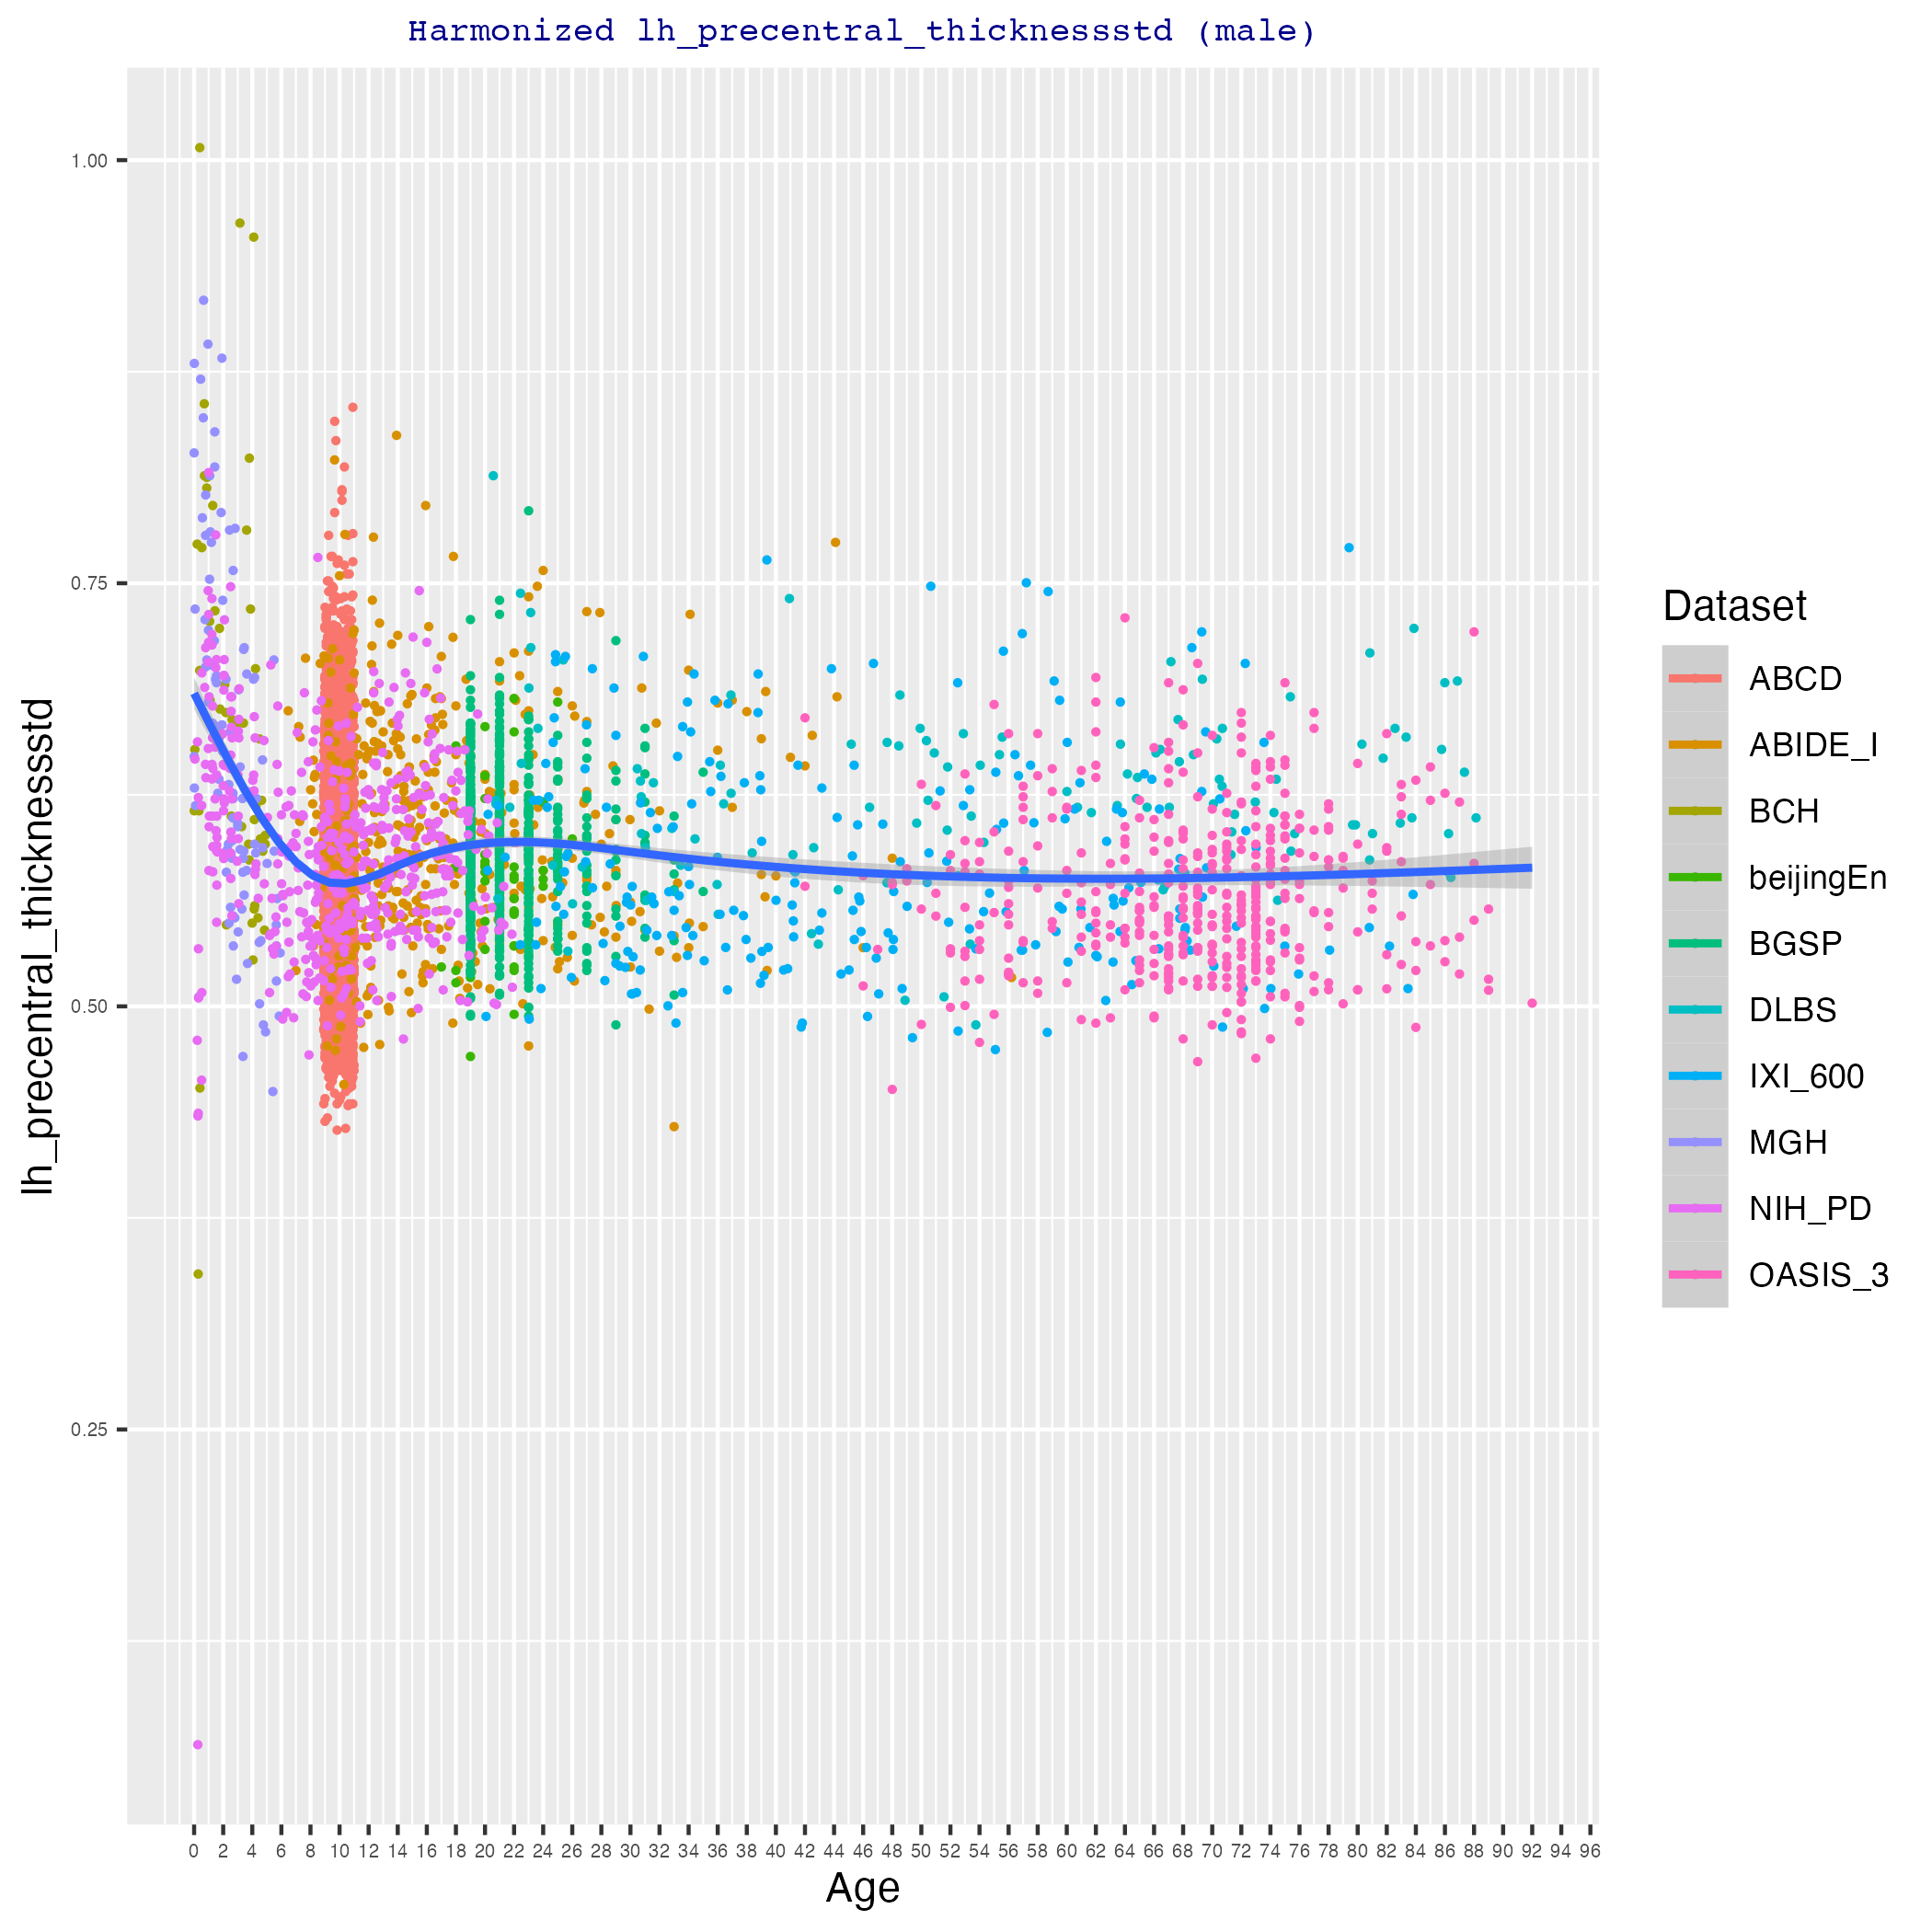 Harmonized lh_precentral_thicknessstd (male)
lh_precentral_thicknessstd
1.00
0.75
0.50
0.25
0 2 4 6 8 10 12 14 16 18 20 22 24 26 28 30 32 34 36 38 40 42 44 46 48 50 52 54 56 58 60 62 64 66 68 70 72 74 76 78 80 82 84 86 88 90 92 94 96
Age
Dataset
ABCD
ABIDE_I
BCH
beijingEn
BGSP
DLBS
IXI_600
MGH
NIH_PD
OASIS_3